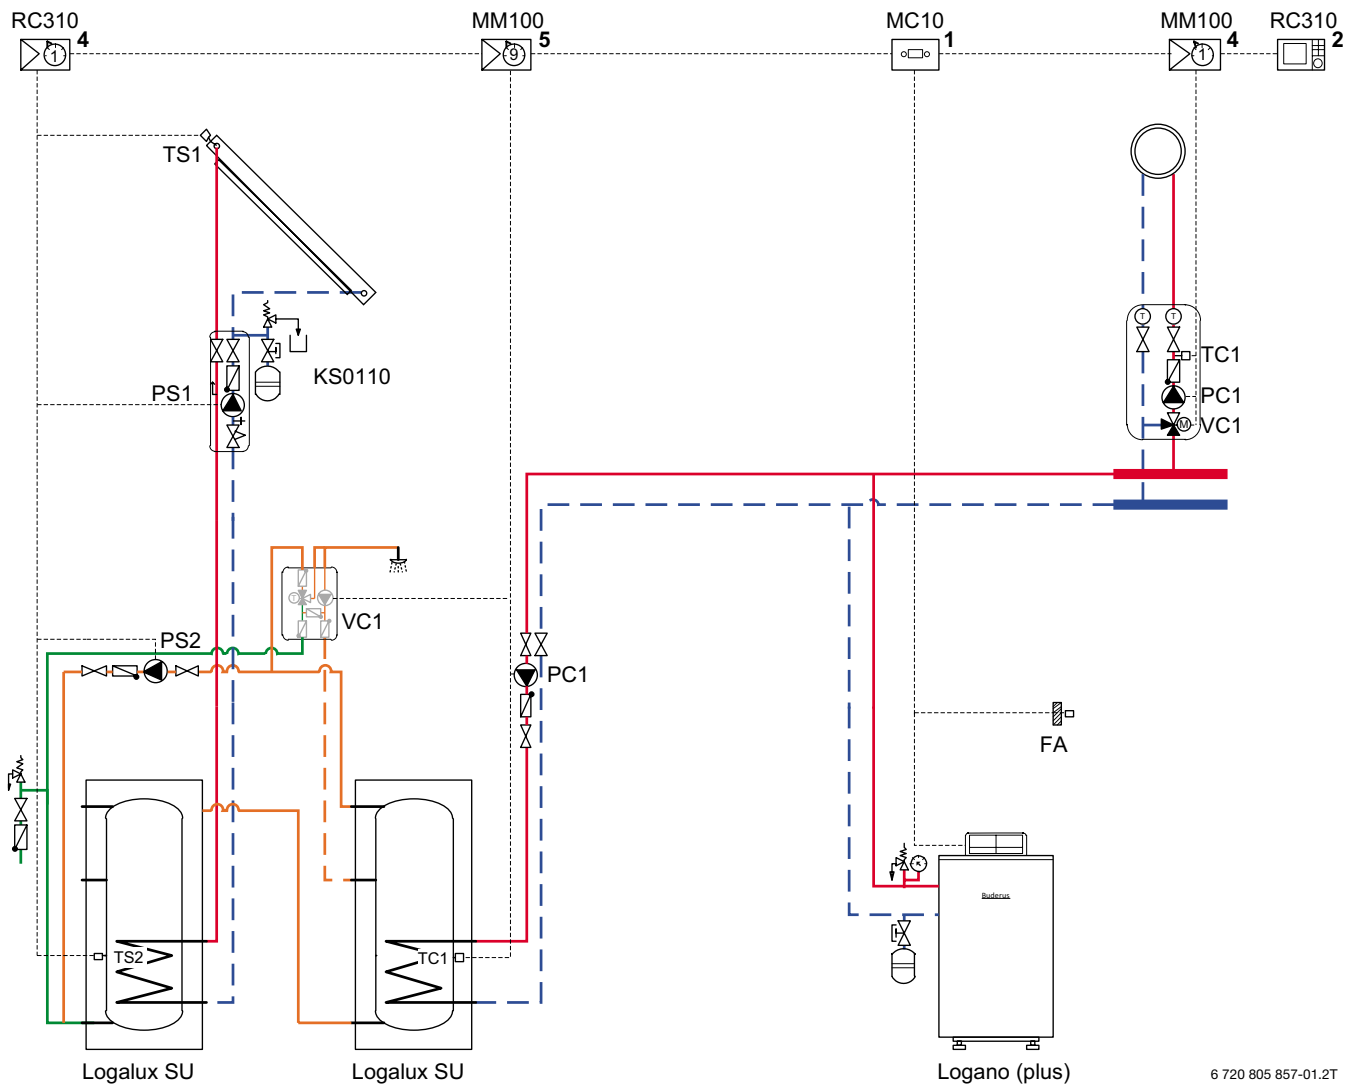 RC310
4
1
MM100
5
9
MC10
1
MM100
4
1
RC310
2
TS1
KS0110
PS1
T
T
TC1
PC1
M
VC1
T
VC1
PS2
PC1
FA
TS2
TC1
Buderus
Logalux SU
Logalux SU
Logano (plus)
6 720 805 857-01.2T